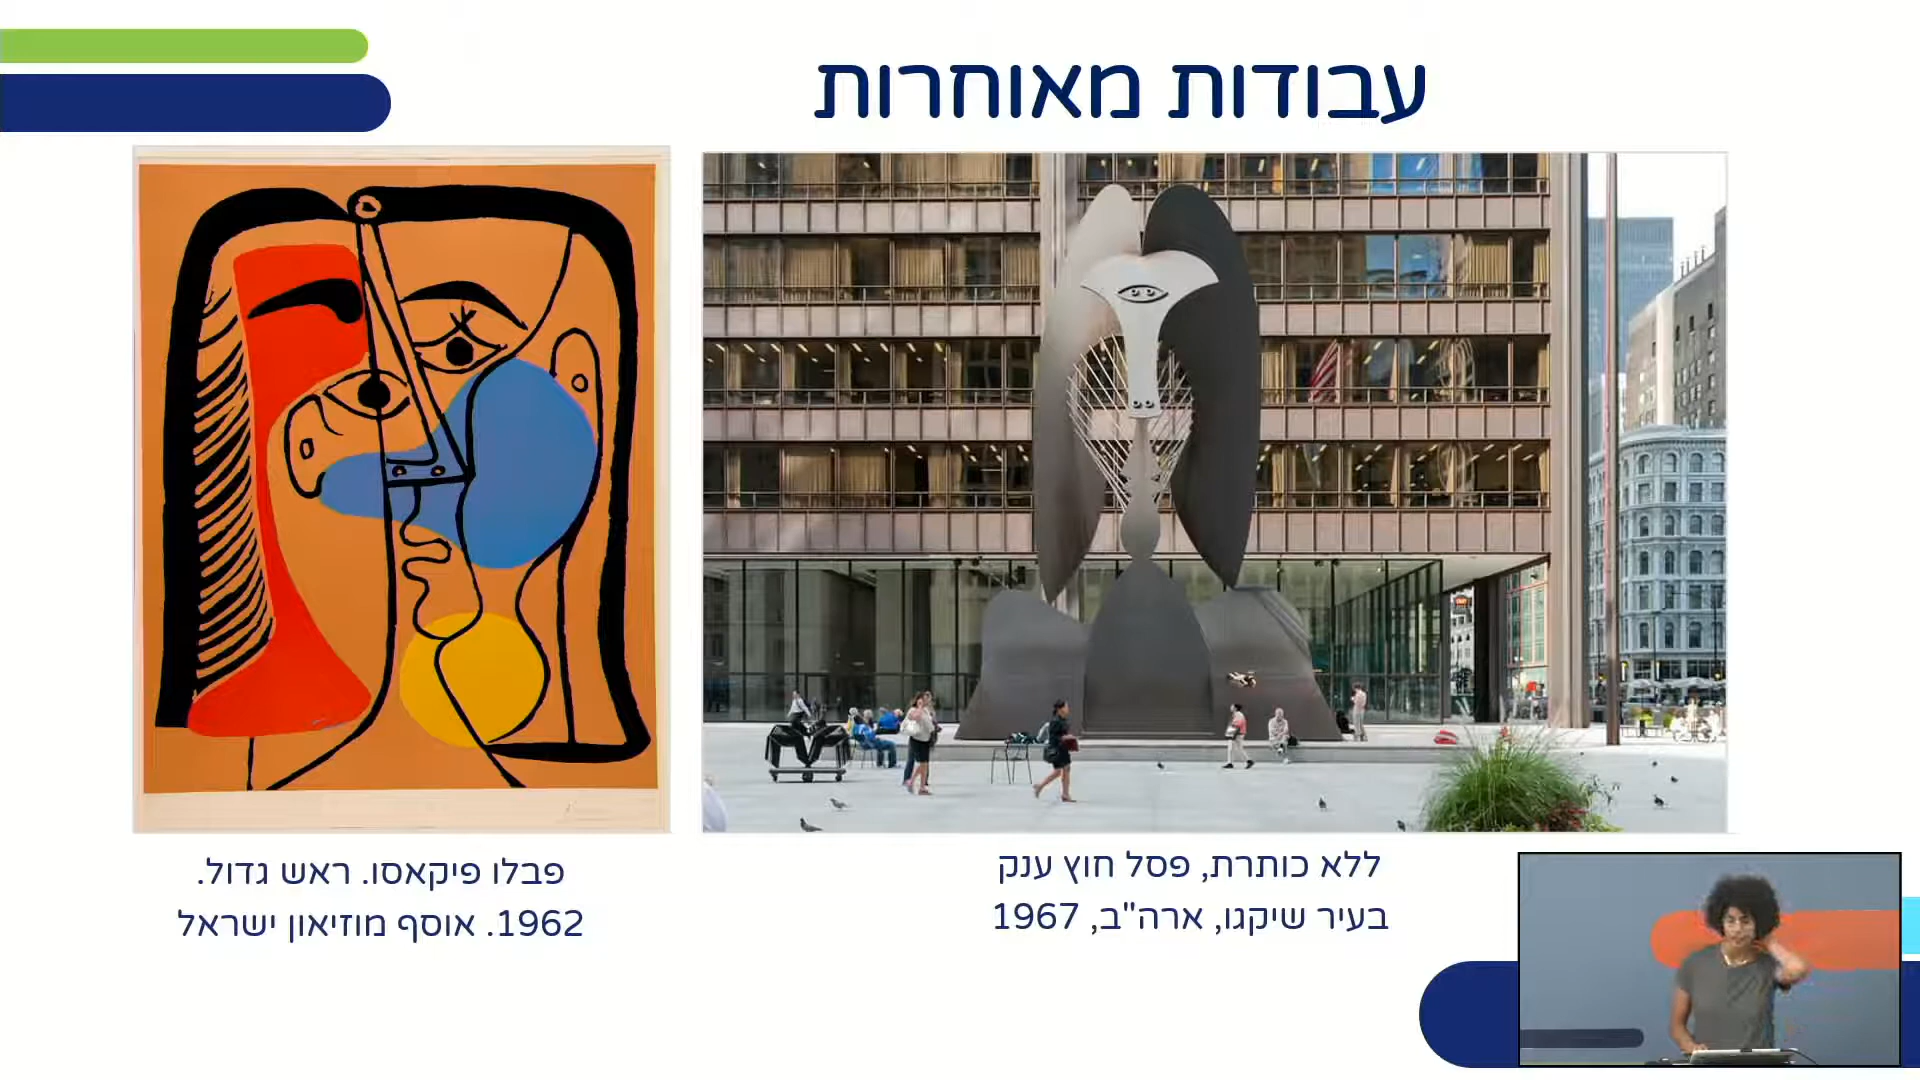 עבודות מאוחרות
ללא כותרת, פסל חוץ ענק
בעיר שיקגו, ארה"ב, 1967
פבלו פיקאסו. ראש גדול.
1962. אוסף מוזיאון ישראל